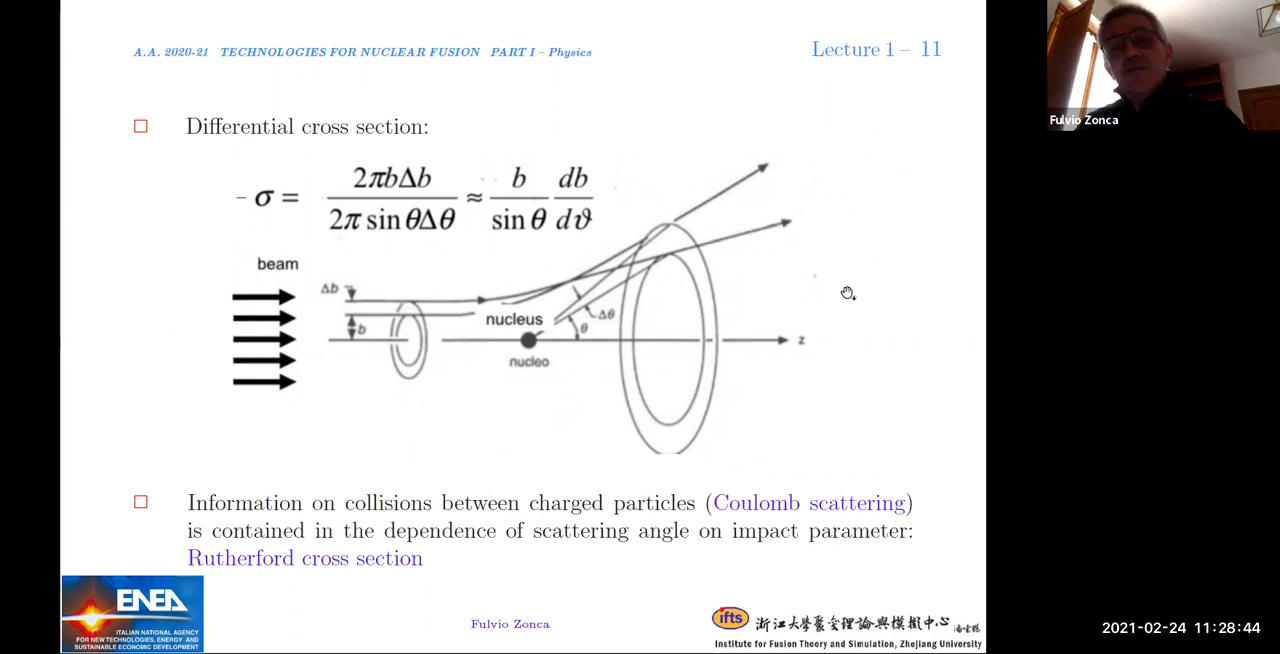 A.A. 2020-21 TECHNOLOGIES FOR NUCLEAR FUSION PART I – Physics
Lecture 1 – 11
Fulvio Zonca
□ Differential cross section:
– σ = 2πbΔb / 2π sin θΔθ ≈ b / sin θ db / dϑ
beam
Δb
b
nucleus
Δθ
θ
z
nucleo
□ Information on collisions between charged particles (Coulomb scattering)
is contained in the dependence of scattering angle on impact parameter:
Rutherford cross section
ENEA
ITALIAN NATIONAL AGENCY
FOR NEW TECHNOLOGIES, ENERGY AND
SUSTAINABLE ECONOMIC DEVELOPMENT
Fulvio Zonca
ifts
浙江大學聚变理論與模擬中心
Institute for Fusion Theory and Simulation, Zhejiang University
2021-02-24 11:28:44